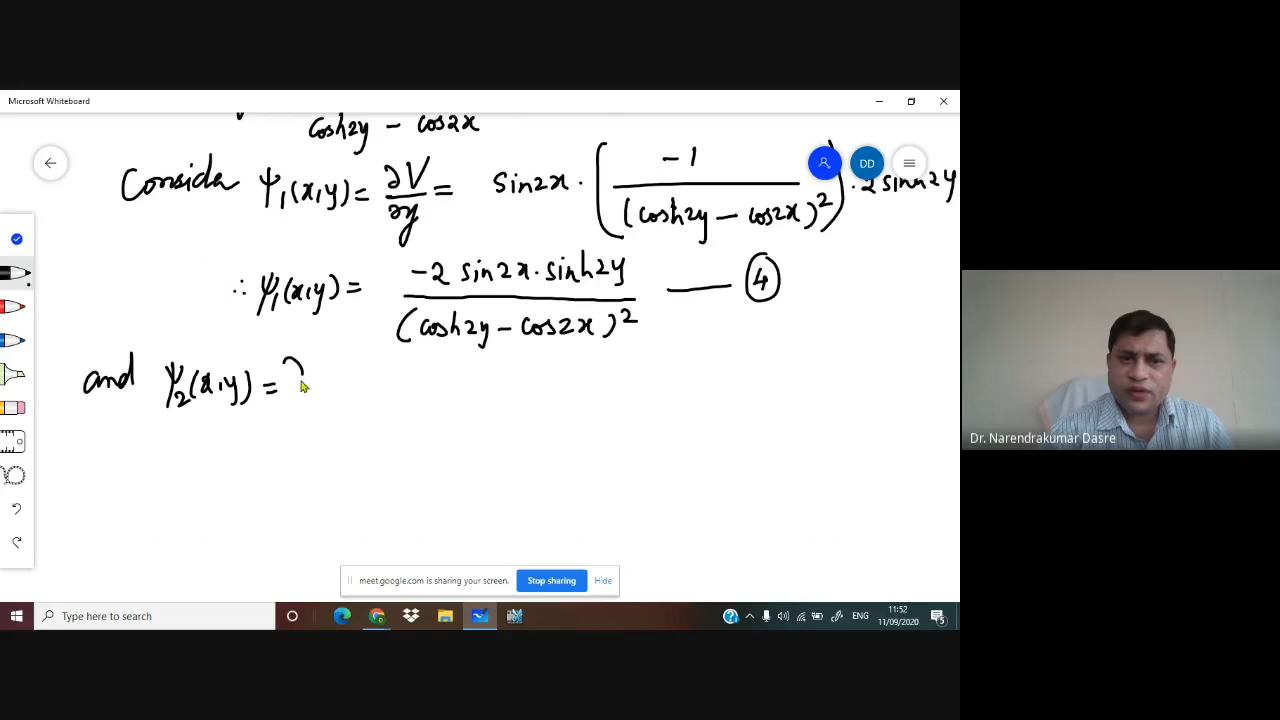 Microsoft Whiteboard
cosh2y - cos2x
Consider ψ₁(x,y) = ∂V/∂y = sin2x · (-1/(cosh2y - cos2x)²) · 2 sinh2y
∴ ψ₁(x,y) = -2 sin2x · sinh2y/(cosh2y - cos2x)² —— ④
and ψ₂(x,y) =
DD
Dr. Narendrakumar Dasre
meet.google.com is sharing your screen. Stop sharing Hide
Type here to search
ENG
11:52
11/09/2020
5